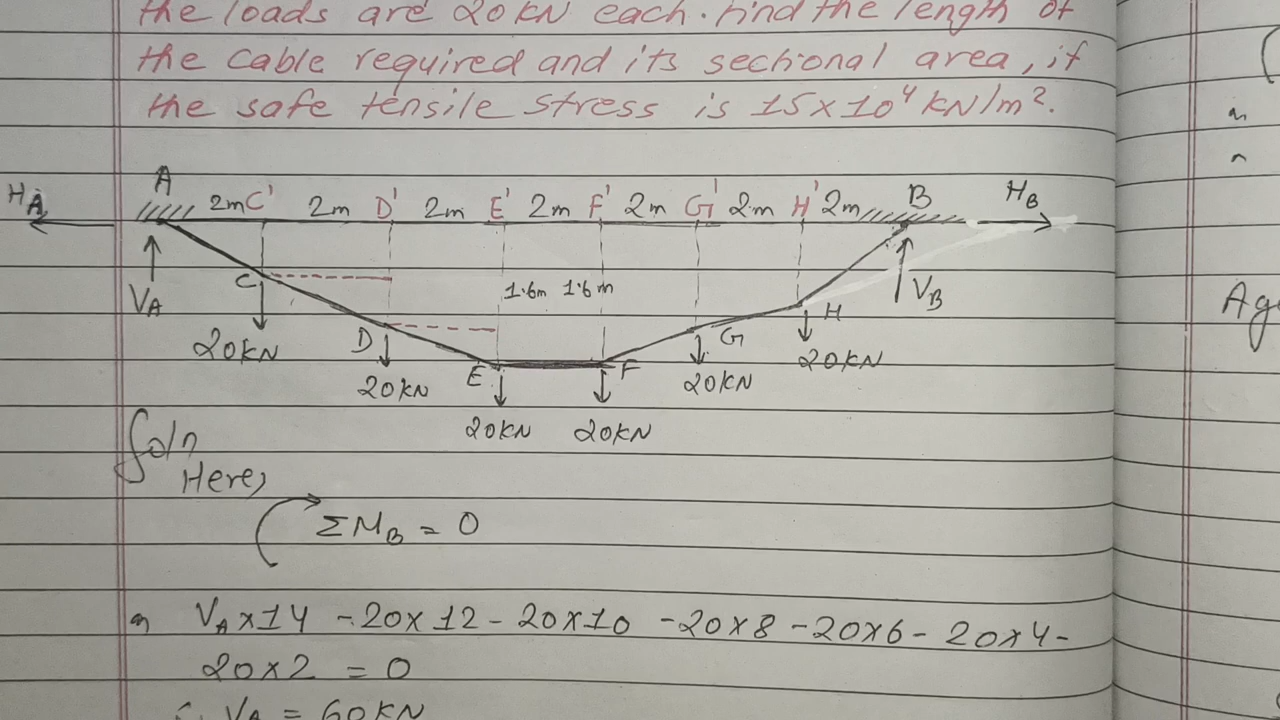 the loads are 20kN each. Find the length of
the cable required and its sectional area, if
the safe tensile stress is 15×10⁴ kN/m².
HA A 2m C' 2m D' 2m E' 2m F' 2m G' 2m H' 2m B HB
VA C 1.6m 1.6m VB
20kN D G H
20kN E F 20kN 20kN
20kN 20kN
Soln
Here,
ΣMB = 0
VA×14 -20×12-20×10-20×8-20×6-20×4-
20×2 = 0
∴ VA = 60kN